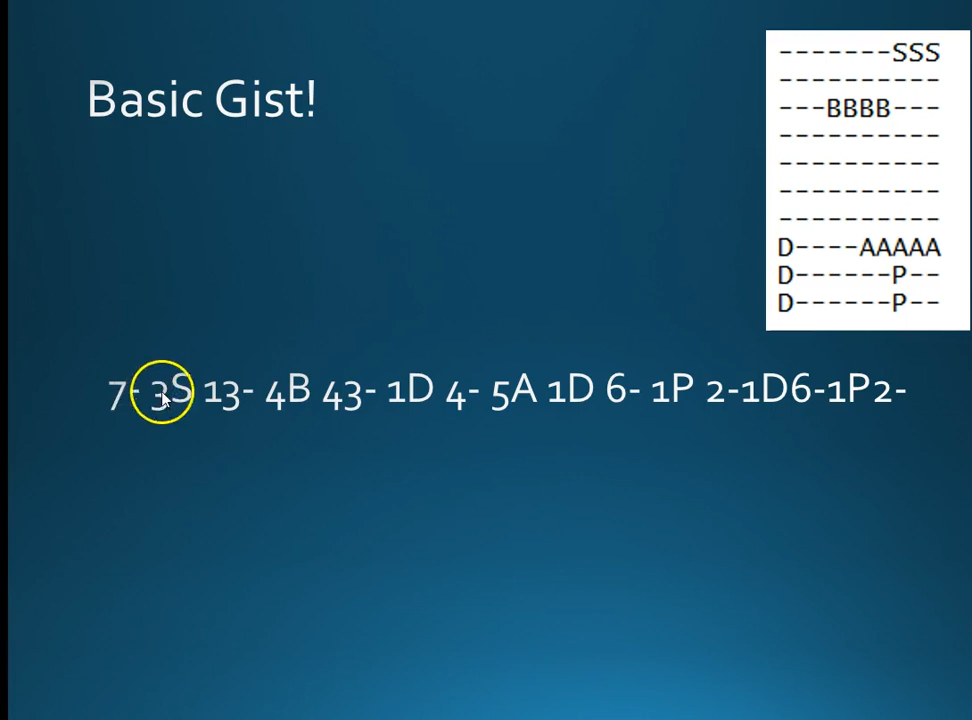 Basic Gist!
-------SSS
----------
---BBBB---
----------
----------
----------
----------
D----AAAAA
D------P--
D------P--
7- 3S 13- 4B 43- 1D 4- 5A 1D 6- 1P 2-1D6-1P2-